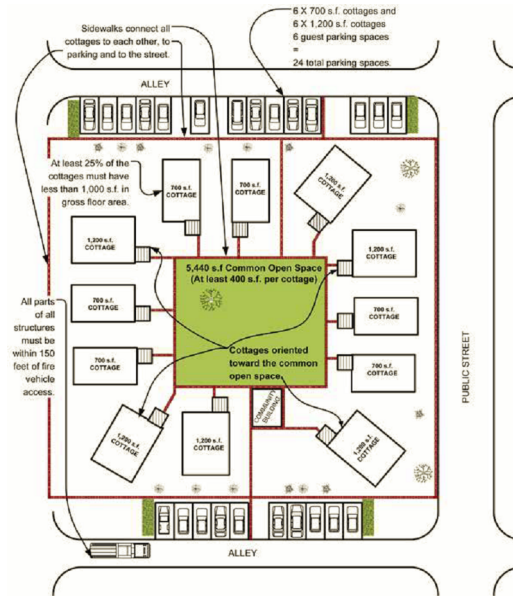 6 X 700 s.f. cottages and
6 X 1,200 s.f. cottages
6 guest parking spaces
=
24 total parking spaces.
Sidewalks connect all
cottages to each other, to
parking and to the street.
ALLEY
At least 25% of the
cottages must have
less than 1,000 s.f. in
gross floor area.
700 s.f.
COTTAGE
700 s.f.
COTTAGE
1,200 s.f.
COTTAGE
1,200 s.f.
COTTAGE
1,200 s.f.
COTTAGE
5,440 s.f Common Open Space
(At least 400 s.f. per cottage)
All parts
of all
structures
must be
within 150
feet of fire
vehicle
access.
700 s.f.
COTTAGE
700 s.f.
COTTAGE
PUBLIC STREET
700 s.f.
COTTAGE
Cottages oriented
toward the common
open space.
700 s.f.
COTTAGE
COMMUNITY
BUILDING
1,200 s.f.
COTTAGE
1,200 s.f.
COTTAGE
1,200 s.f.
COTTAGE
ALLEY